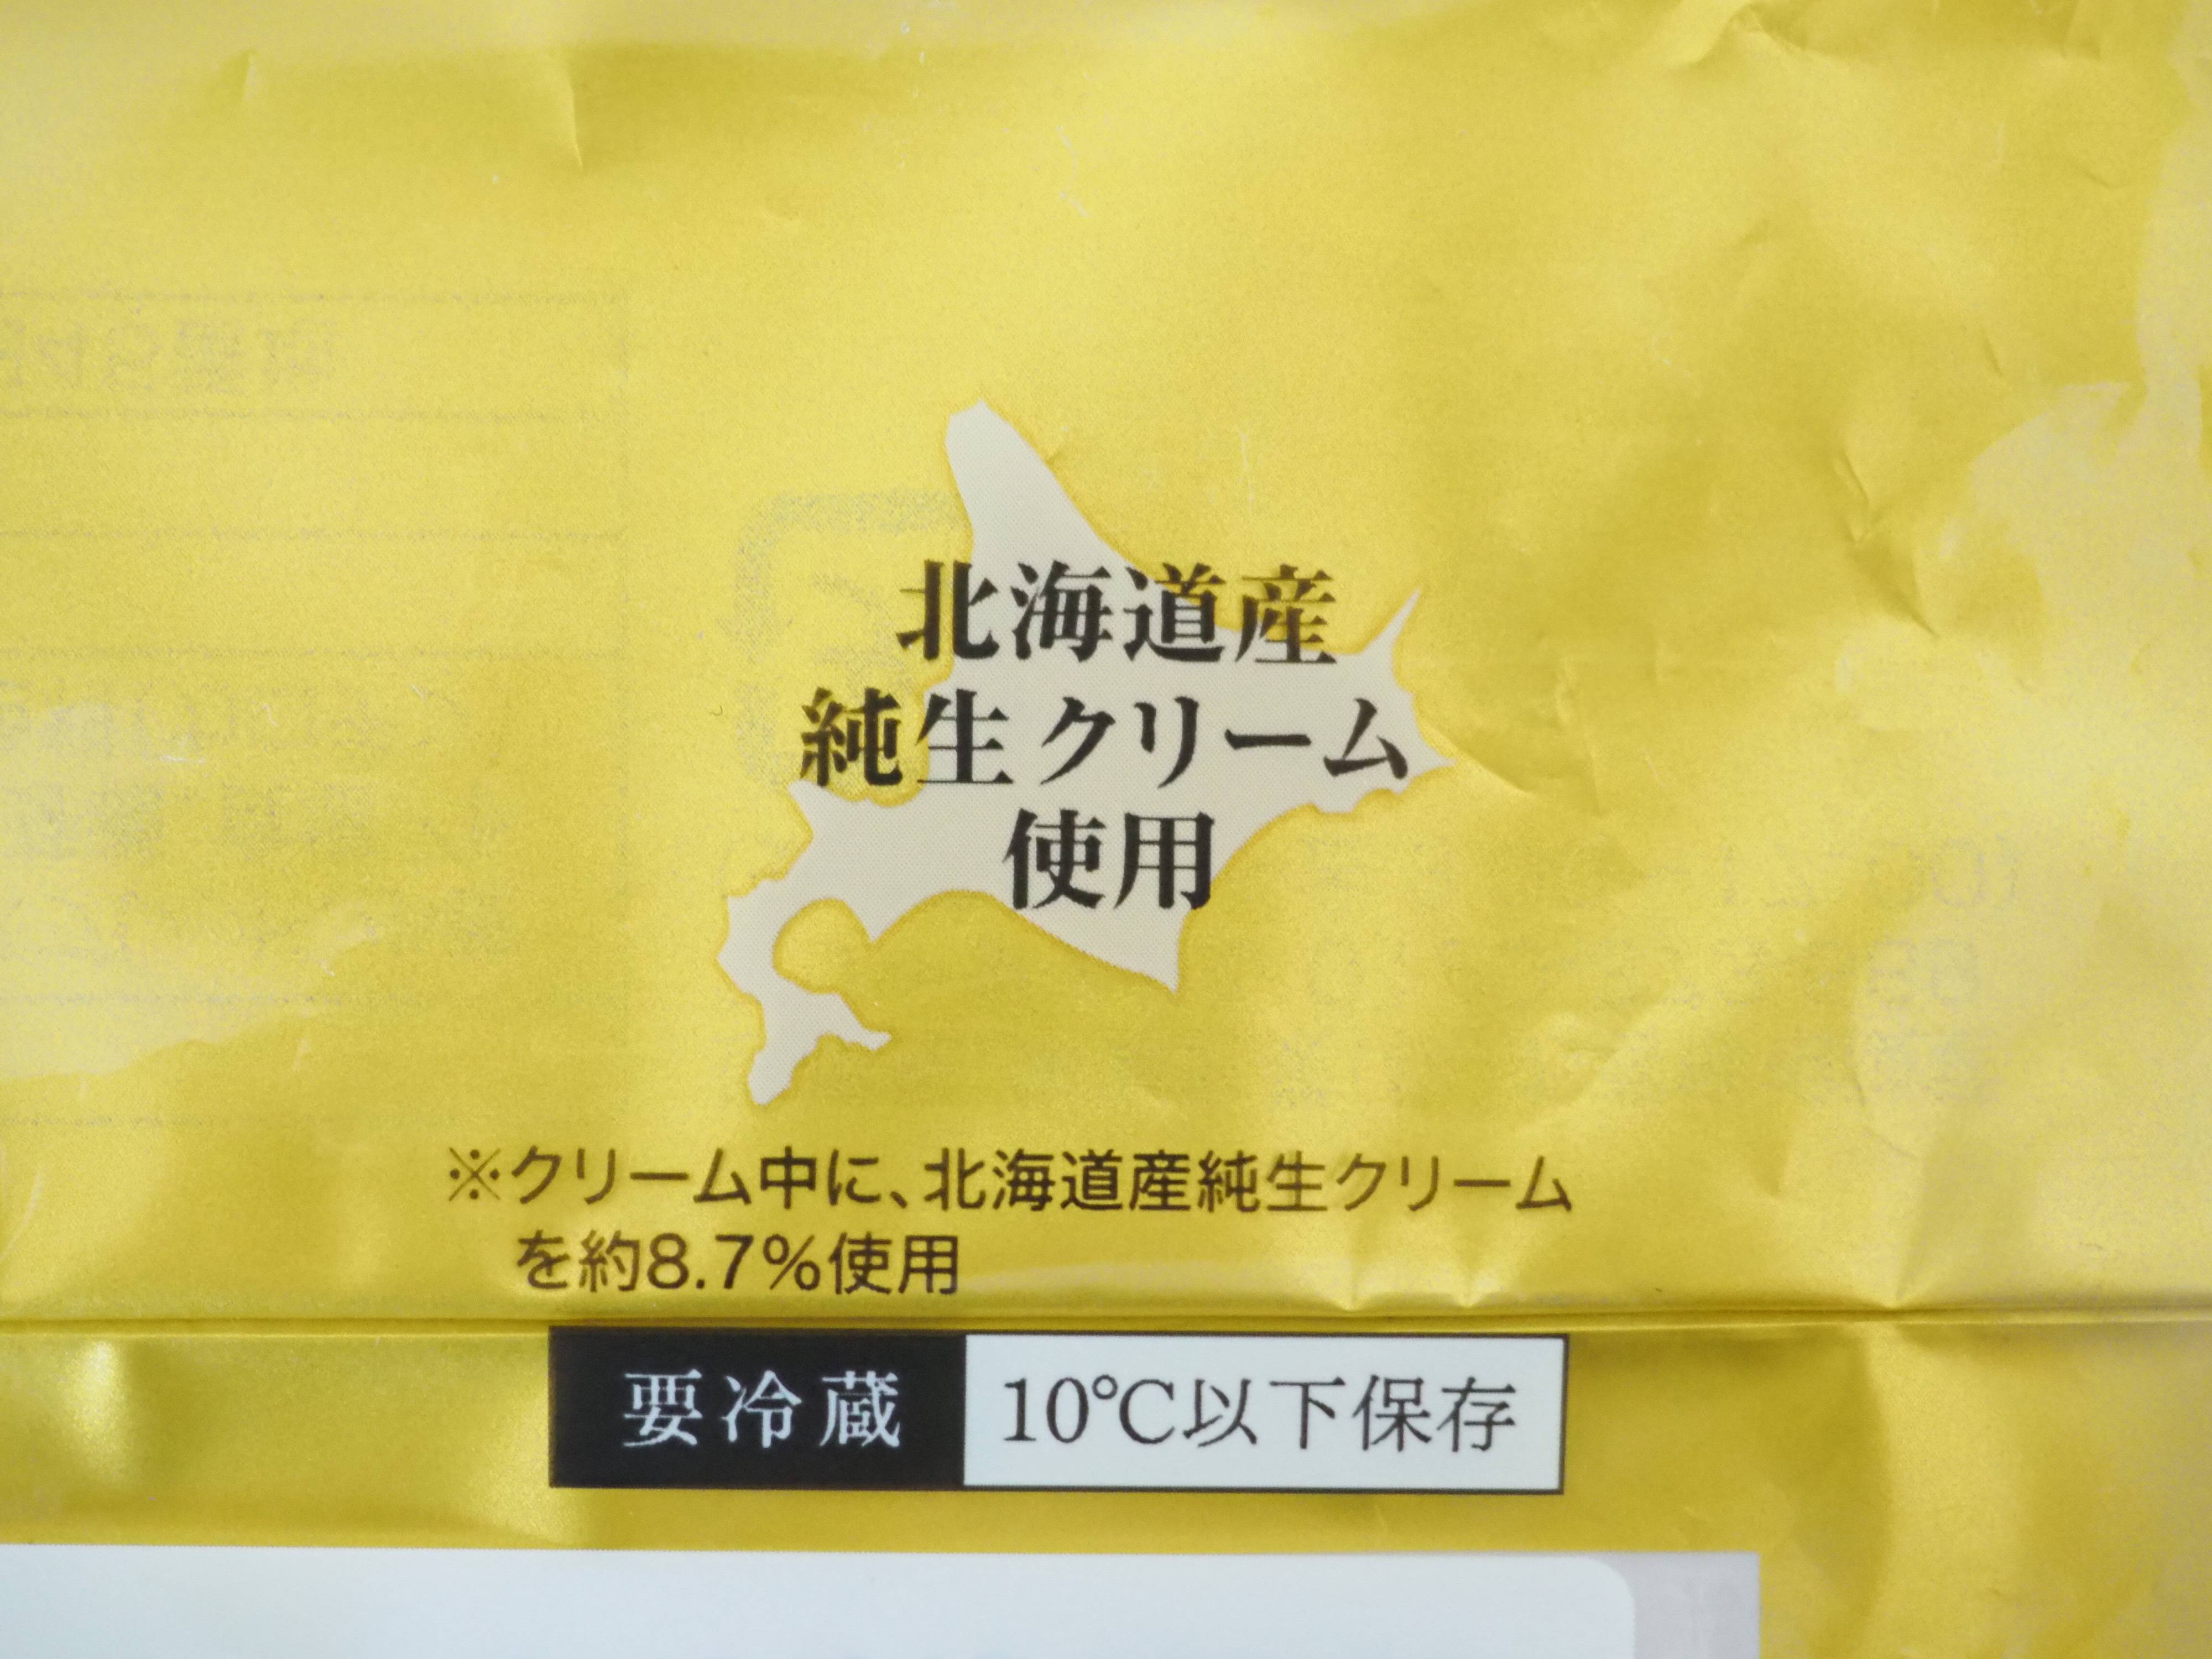 北海道産
純生クリーム
使用
※クリーム中に、北海道産純生クリーム
を約8.7%使用
要冷蔵 10℃以下保存